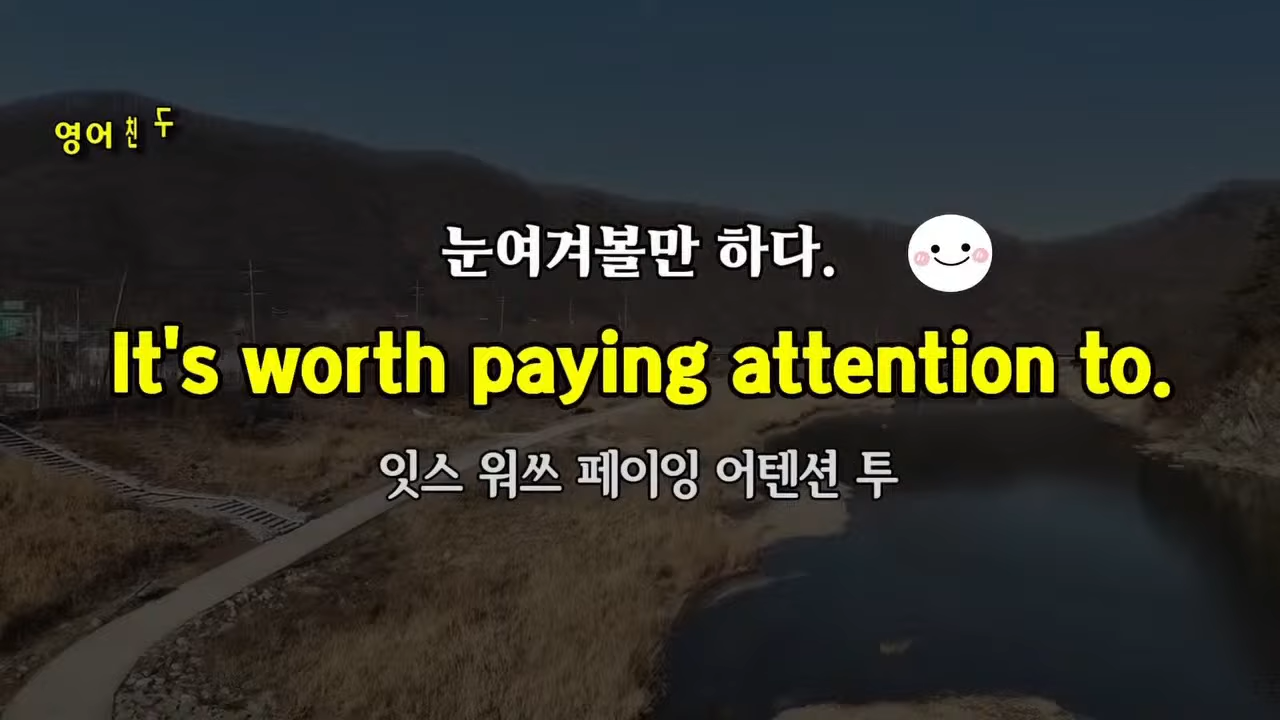 영어 친 두
눈여겨볼만 하다.
It's worth paying attention to.
잇스 워쓰 페이잉 어텐션 투